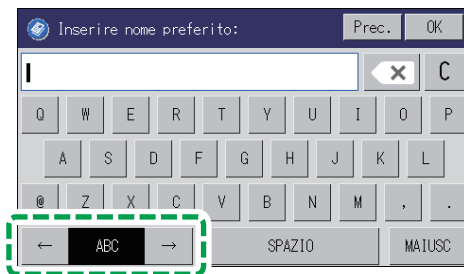 Inserire nome preferito: Prec. OK
C
Q W E R T Y U I O P
A S D F G H J K L
@ Z X C V B N M , .
← ABC → SPAZIO MAIUSC